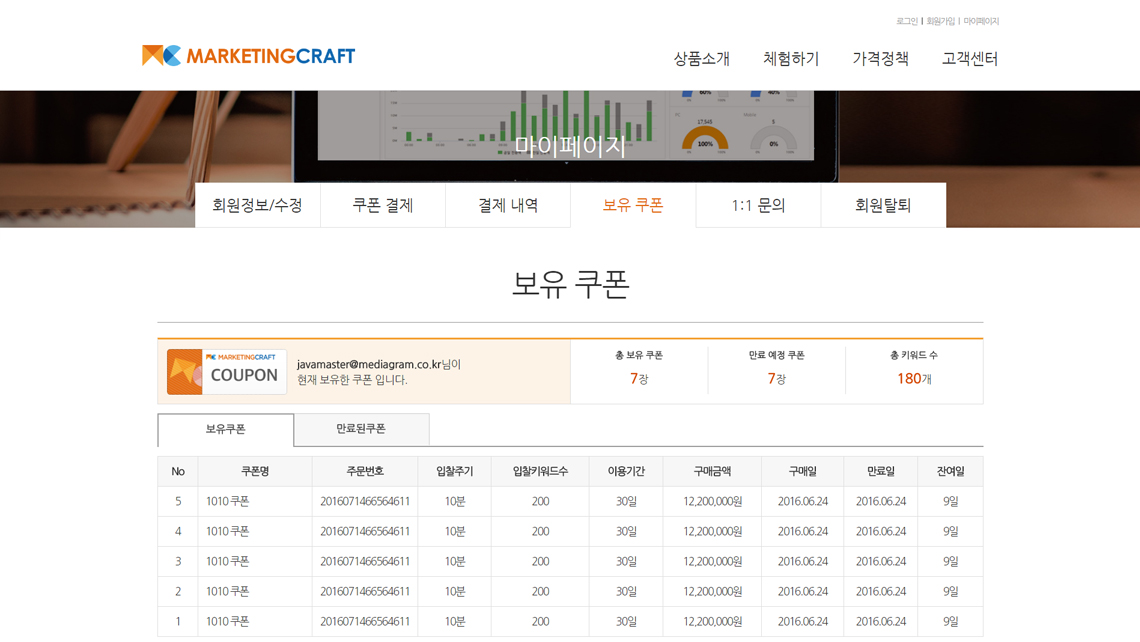 로그인 | 회원가입 | 마이페이지
MARKETINGCRAFT
상품소개 체험하기 가격정책 고객센터
60% 40%
17,545 5
100% 0%
마이페이지
회원정보/수정 쿠폰 결제 결제 내역 보유 쿠폰 1:1 문의 회원탈퇴
보유 쿠폰
MARKETINGCRAFT
COUPON
javamaster@mediagram.co.kr님이
현재 보유한 쿠폰 입니다.
총 보유 쿠폰 만료 예정 쿠폰 총 키워드 수
7장 7장 180개
보유쿠폰 만료된쿠폰
No 쿠폰명 주문번호 입찰주기 입찰키워드수 이용기간 구매금액 구매일 만료일 잔여일
5 1010 쿠폰 2016071466564611 10분 200 30일 12,200,000원 2016.06.24 2016.06.24 9일
4 1010 쿠폰 2016071466564611 10분 200 30일 12,200,000원 2016.06.24 2016.06.24 9일
3 1010 쿠폰 2016071466564611 10분 200 30일 12,200,000원 2016.06.24 2016.06.24 9일
2 1010 쿠폰 2016071466564611 10분 200 30일 12,200,000원 2016.06.24 2016.06.24 9일
1 1010 쿠폰 2016071466564611 10분 200 30일 12,200,000원 2016.06.24 2016.06.24 9일